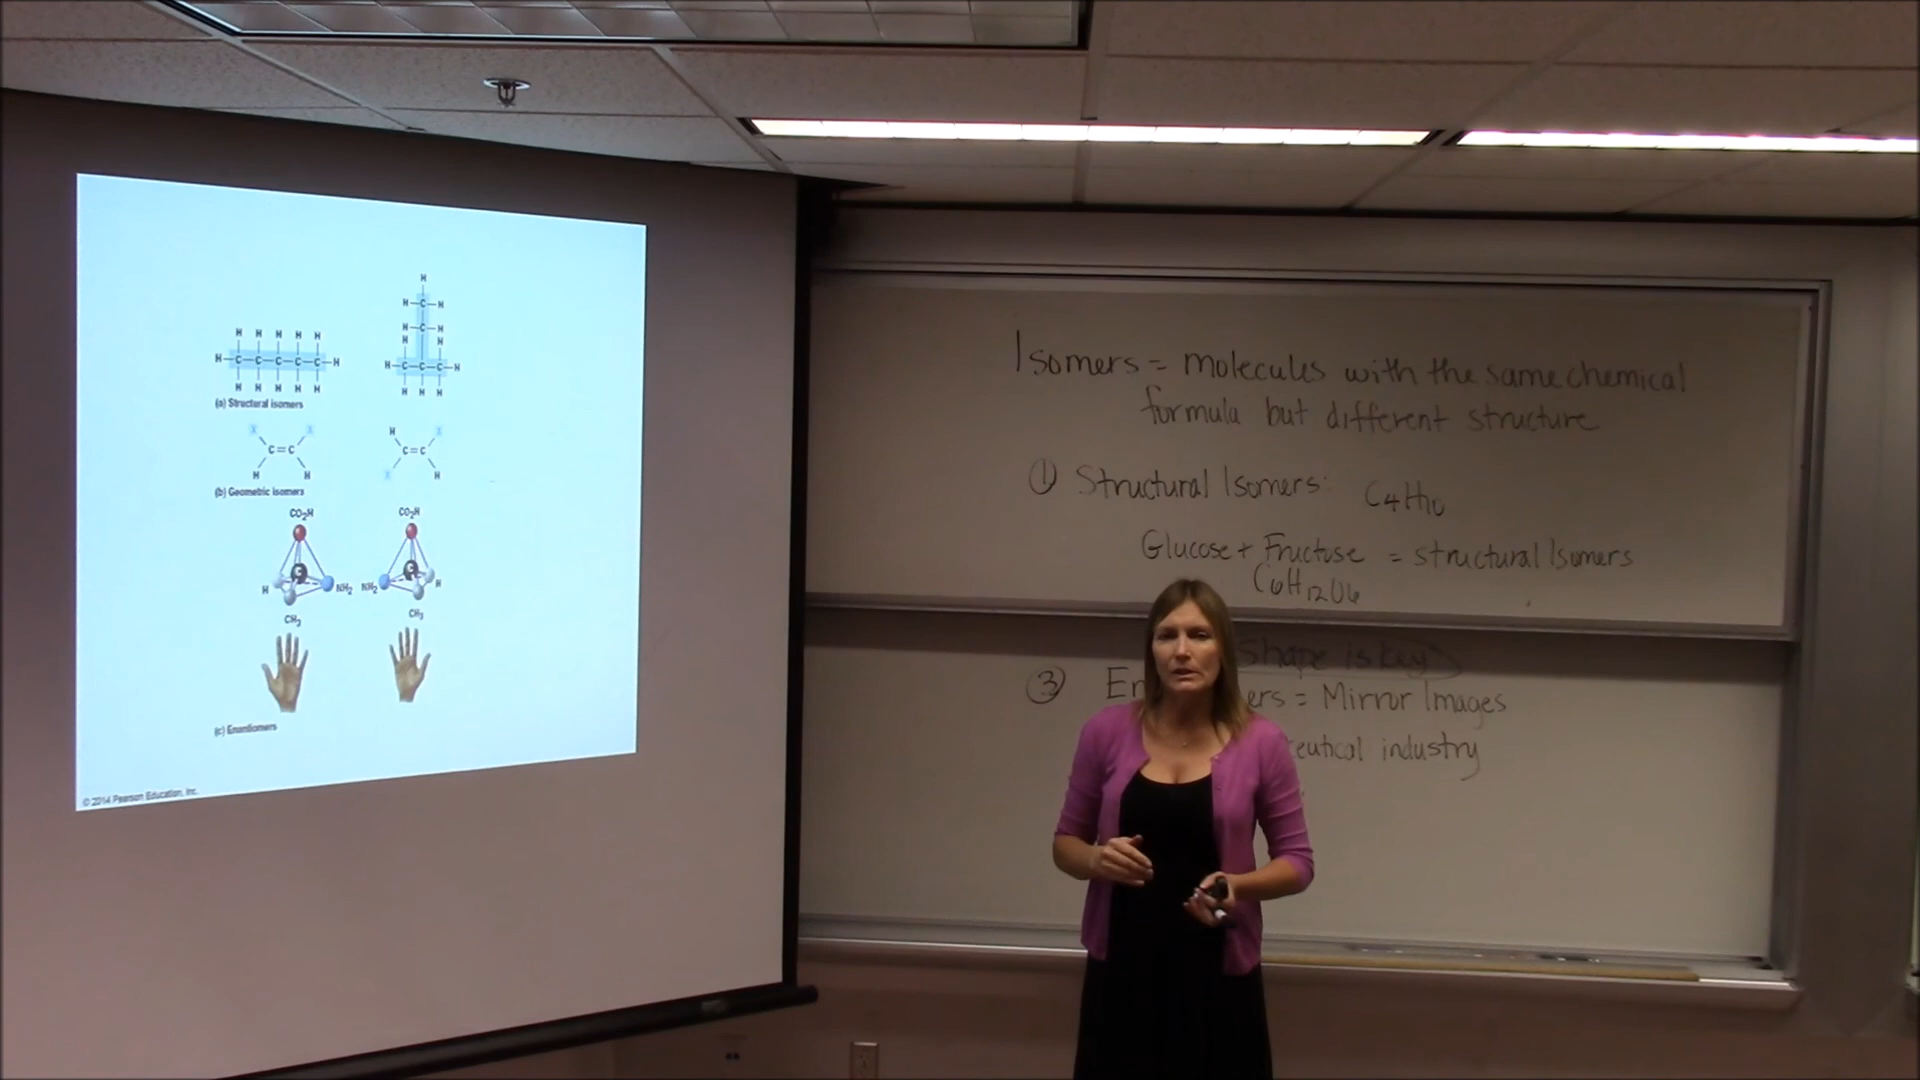 H
H—C—H
H—C—H
H H H H H
H H
H—C—C—C—C—C—H
H—C—C—C—H
H H H H H
H H H
(a) Structural isomers
X X
H X
C=C
C=C
H H
X H
(b) Geometric isomers
CO2H
CO2H
C
C
H
NH2
NH2
H
CH3
CH3
(c) Enantiomers
© 2014 Pearson Education, Inc.
Isomers = molecules with the same chemical
formula but different structure
① Structural Isomers: C4H10
Glucose + Fructose = structural Isomers
C6H12O6
Shape is key
③ En ers = Mirror Images
ceutical industry